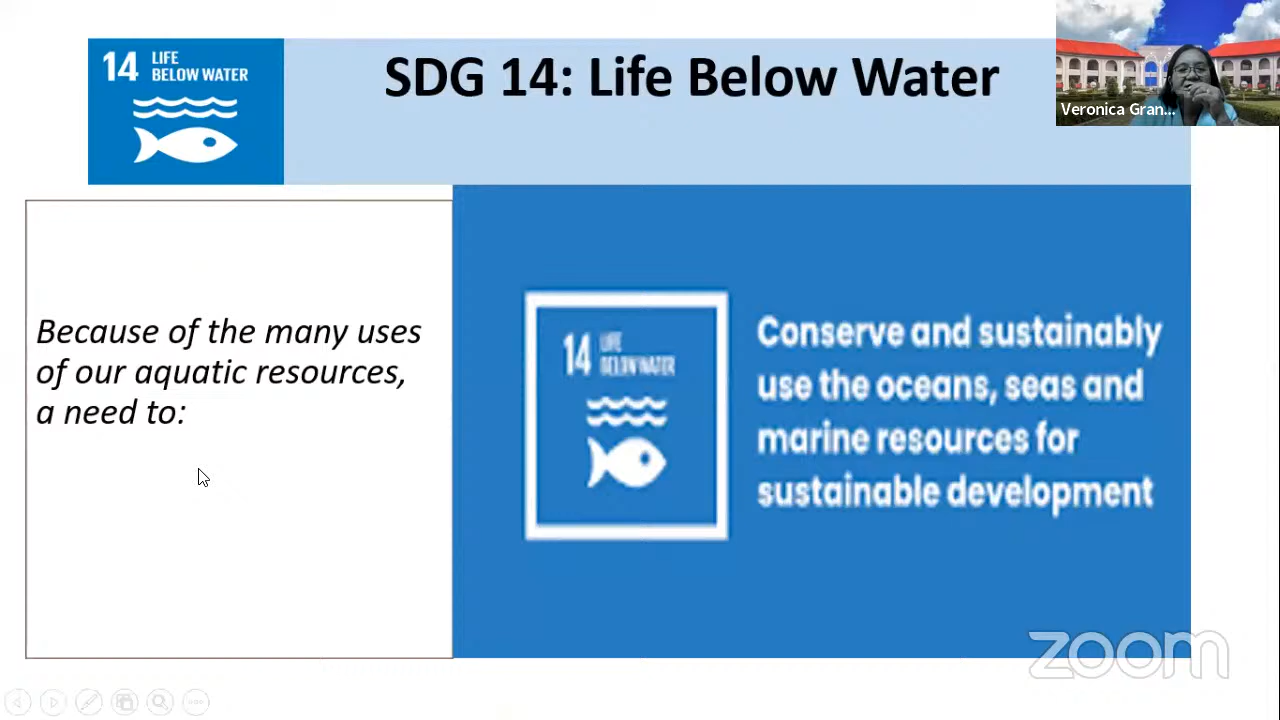 14 LIFE
BELOW WATER
SDG 14: Life Below Water
Veronica Gran...
Because of the many uses
of our aquatic resources,
a need to:
14 LIFE
BELOW WATER
Conserve and sustainably
use the oceans, seas and
marine resources for
sustainable development
zoom